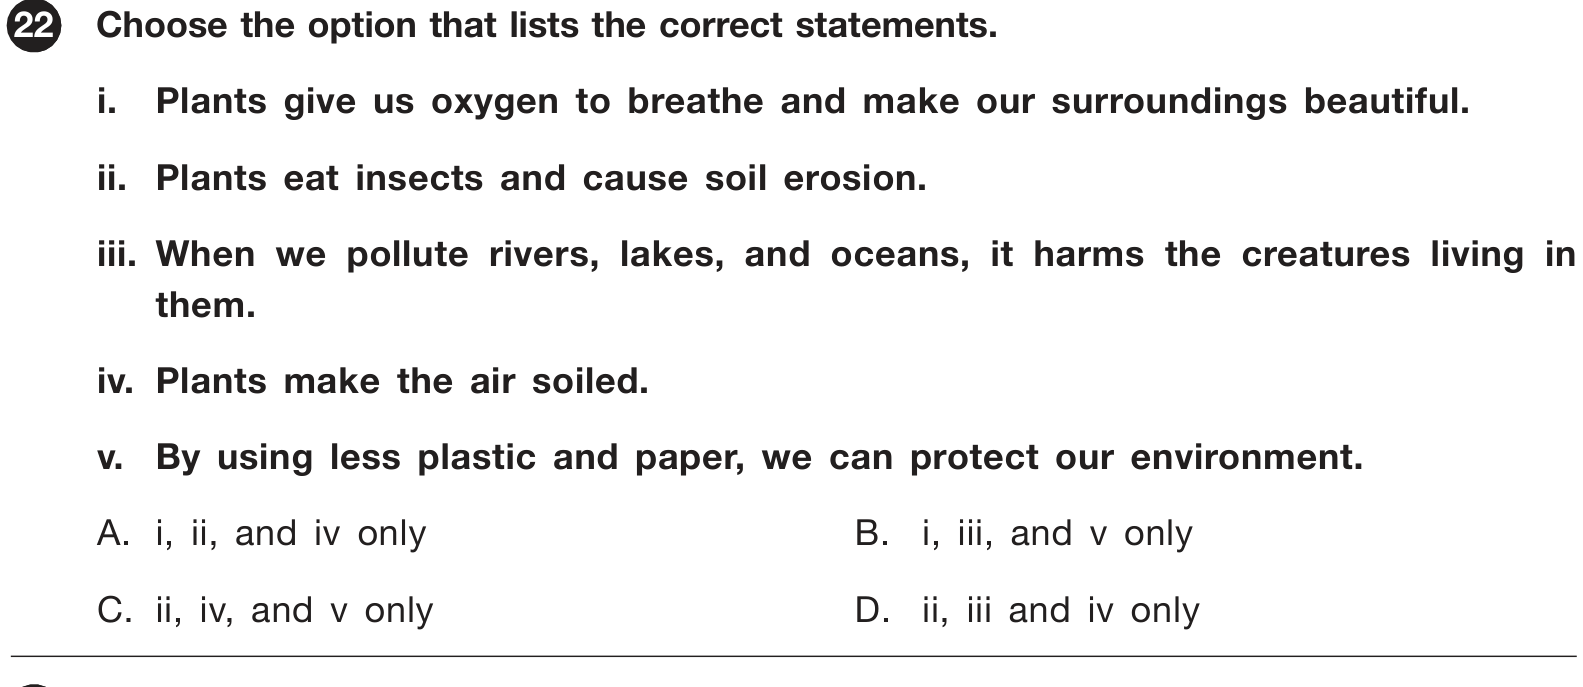 22 Choose the option that lists the correct statements.
i. Plants give us oxygen to breathe and make our surroundings beautiful.
ii. Plants eat insects and cause soil erosion.
iii. When we pollute rivers, lakes, and oceans, it harms the creatures living in
them.
iv. Plants make the air soiled.
v. By using less plastic and paper, we can protect our environment.
A. i, ii, and iv only B. i, iii, and v only
C. ii, iv, and v only D. ii, iii and iv only